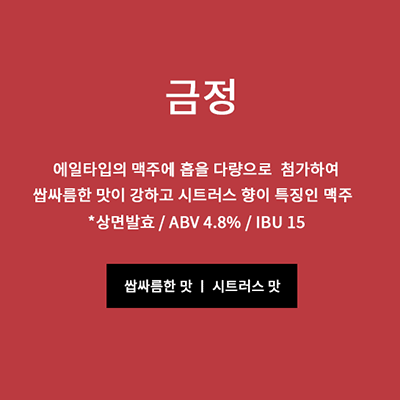 금정
에일타입의 맥주에 홉을 다량으로 첨가하여
쌉싸름한 맛이 강하고 시트러스 향이 특징인 맥주
*상면발효 / ABV 4.8% / IBU 15
쌉싸름한 맛 ㅣ 시트러스 맛